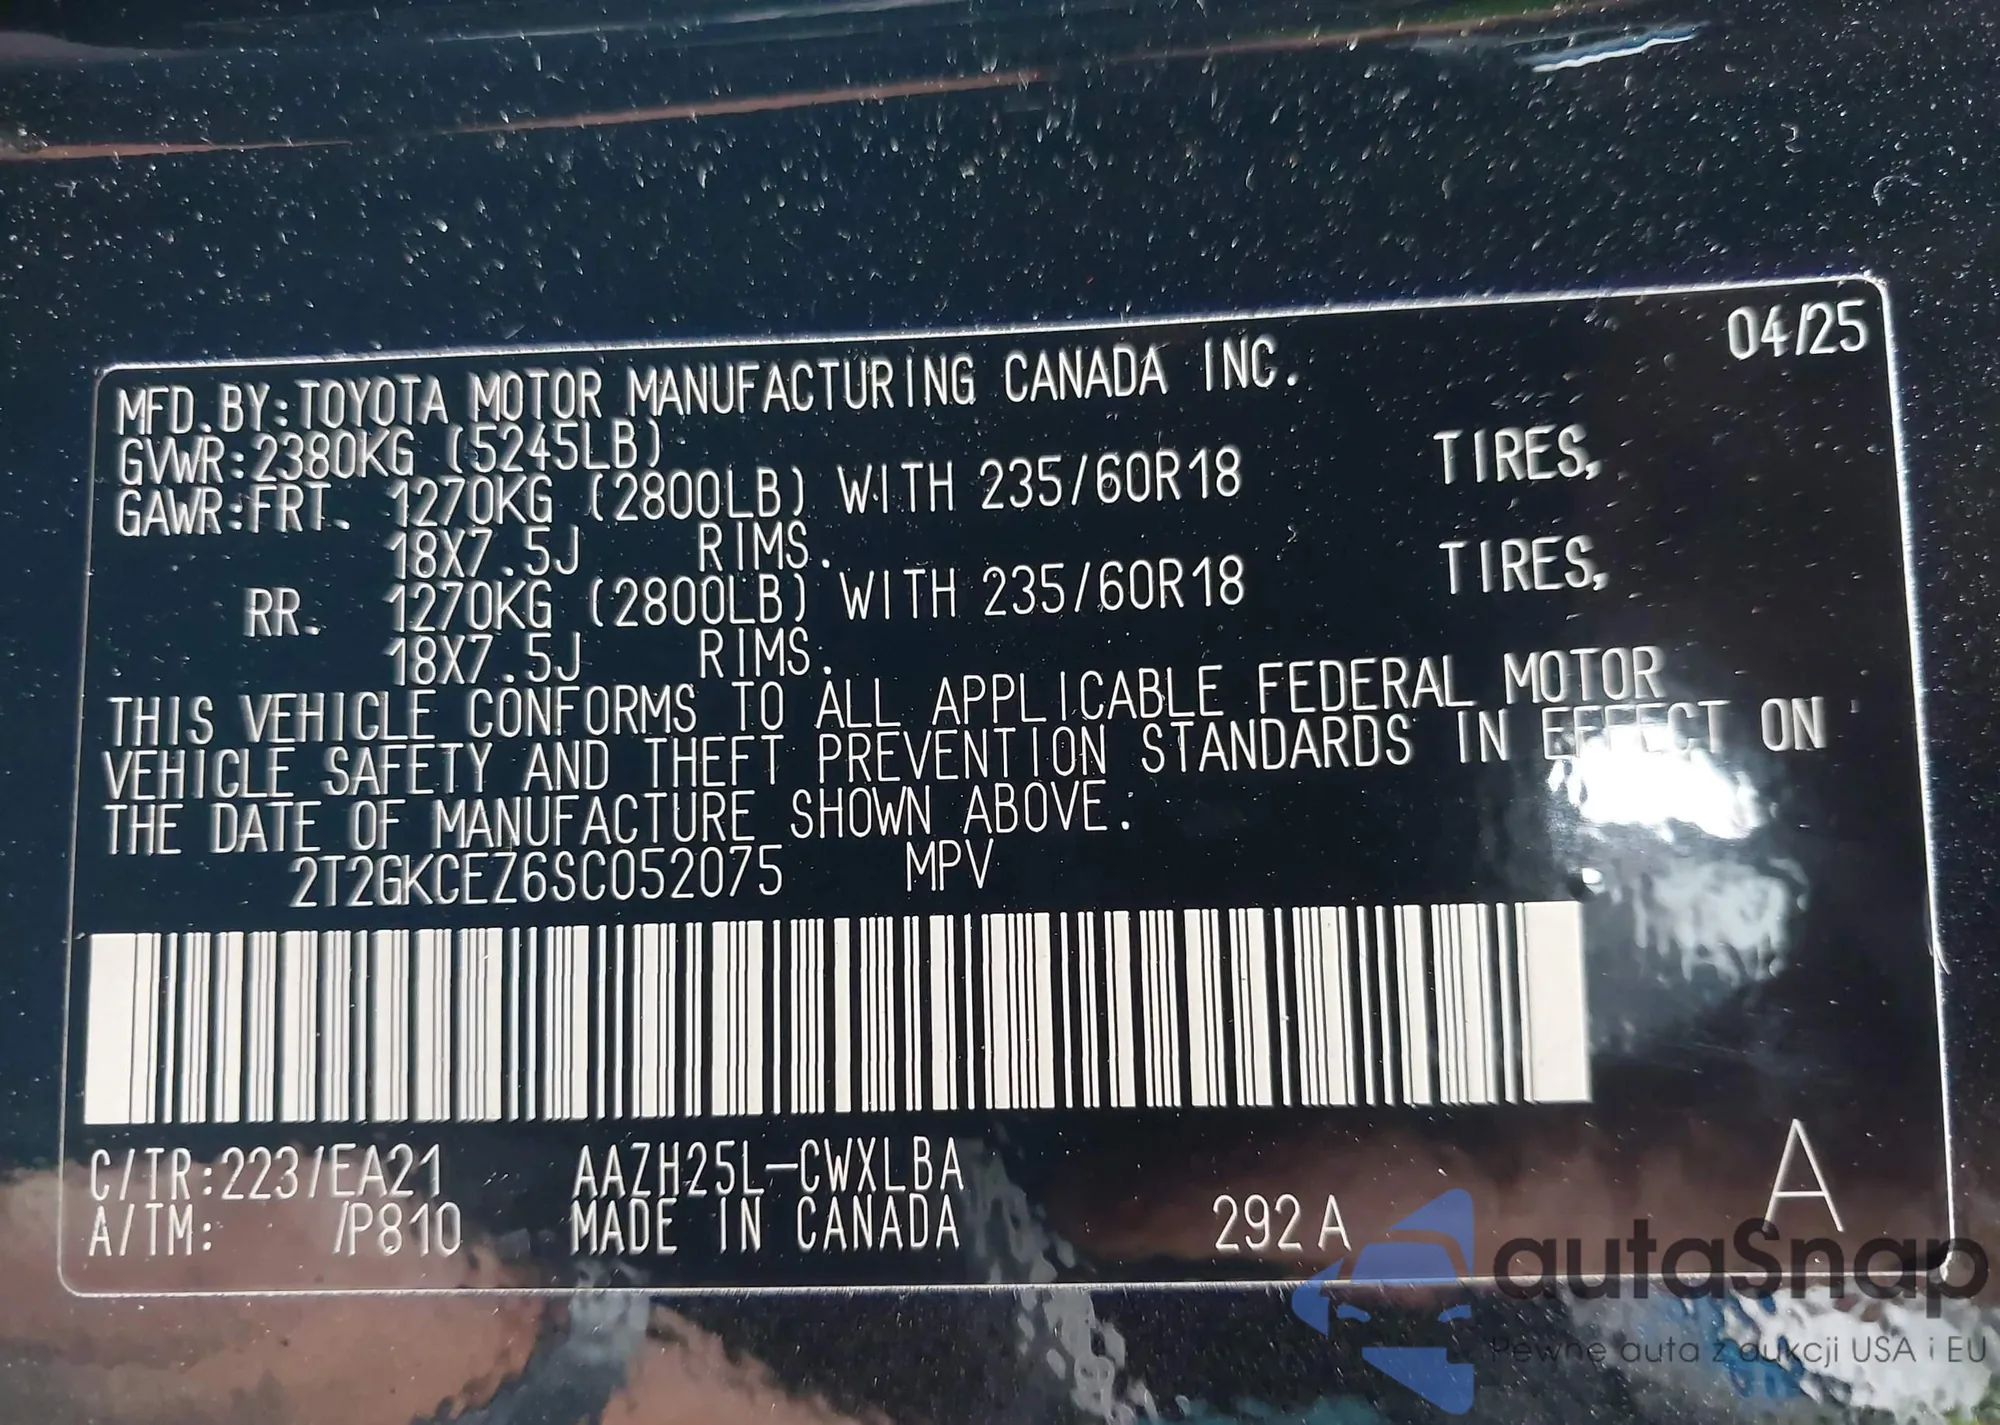 04/25
MFD.BY:TOYOTA MOTOR MANUFACTURING CANADA INC.
GVWR:2380KG (5245LB)
GAWR:FRT. 1270KG (2800LB) WITH 235/60R18 TIRES,
18X7.5J RIMS.
RR. 1270KG (2800LB) WITH 235/60R18 TIRES,
18X7.5J RIMS.
THIS VEHICLE CONFORMS TO ALL APPLICABLE FEDERAL MOTOR
VEHICLE SAFETY AND THEFT PREVENTION STANDARDS IN EFFECT ON
THE DATE OF MANUFACTURE SHOWN ABOVE.
2T2GKCEZ6SC052075 MPV
C/TR:223/EA21 AAZH25L-CWXLBA
A/TM: /P810 MADE IN CANADA 292A A
autaSnap
Pewne auta z aukcji USA i EU